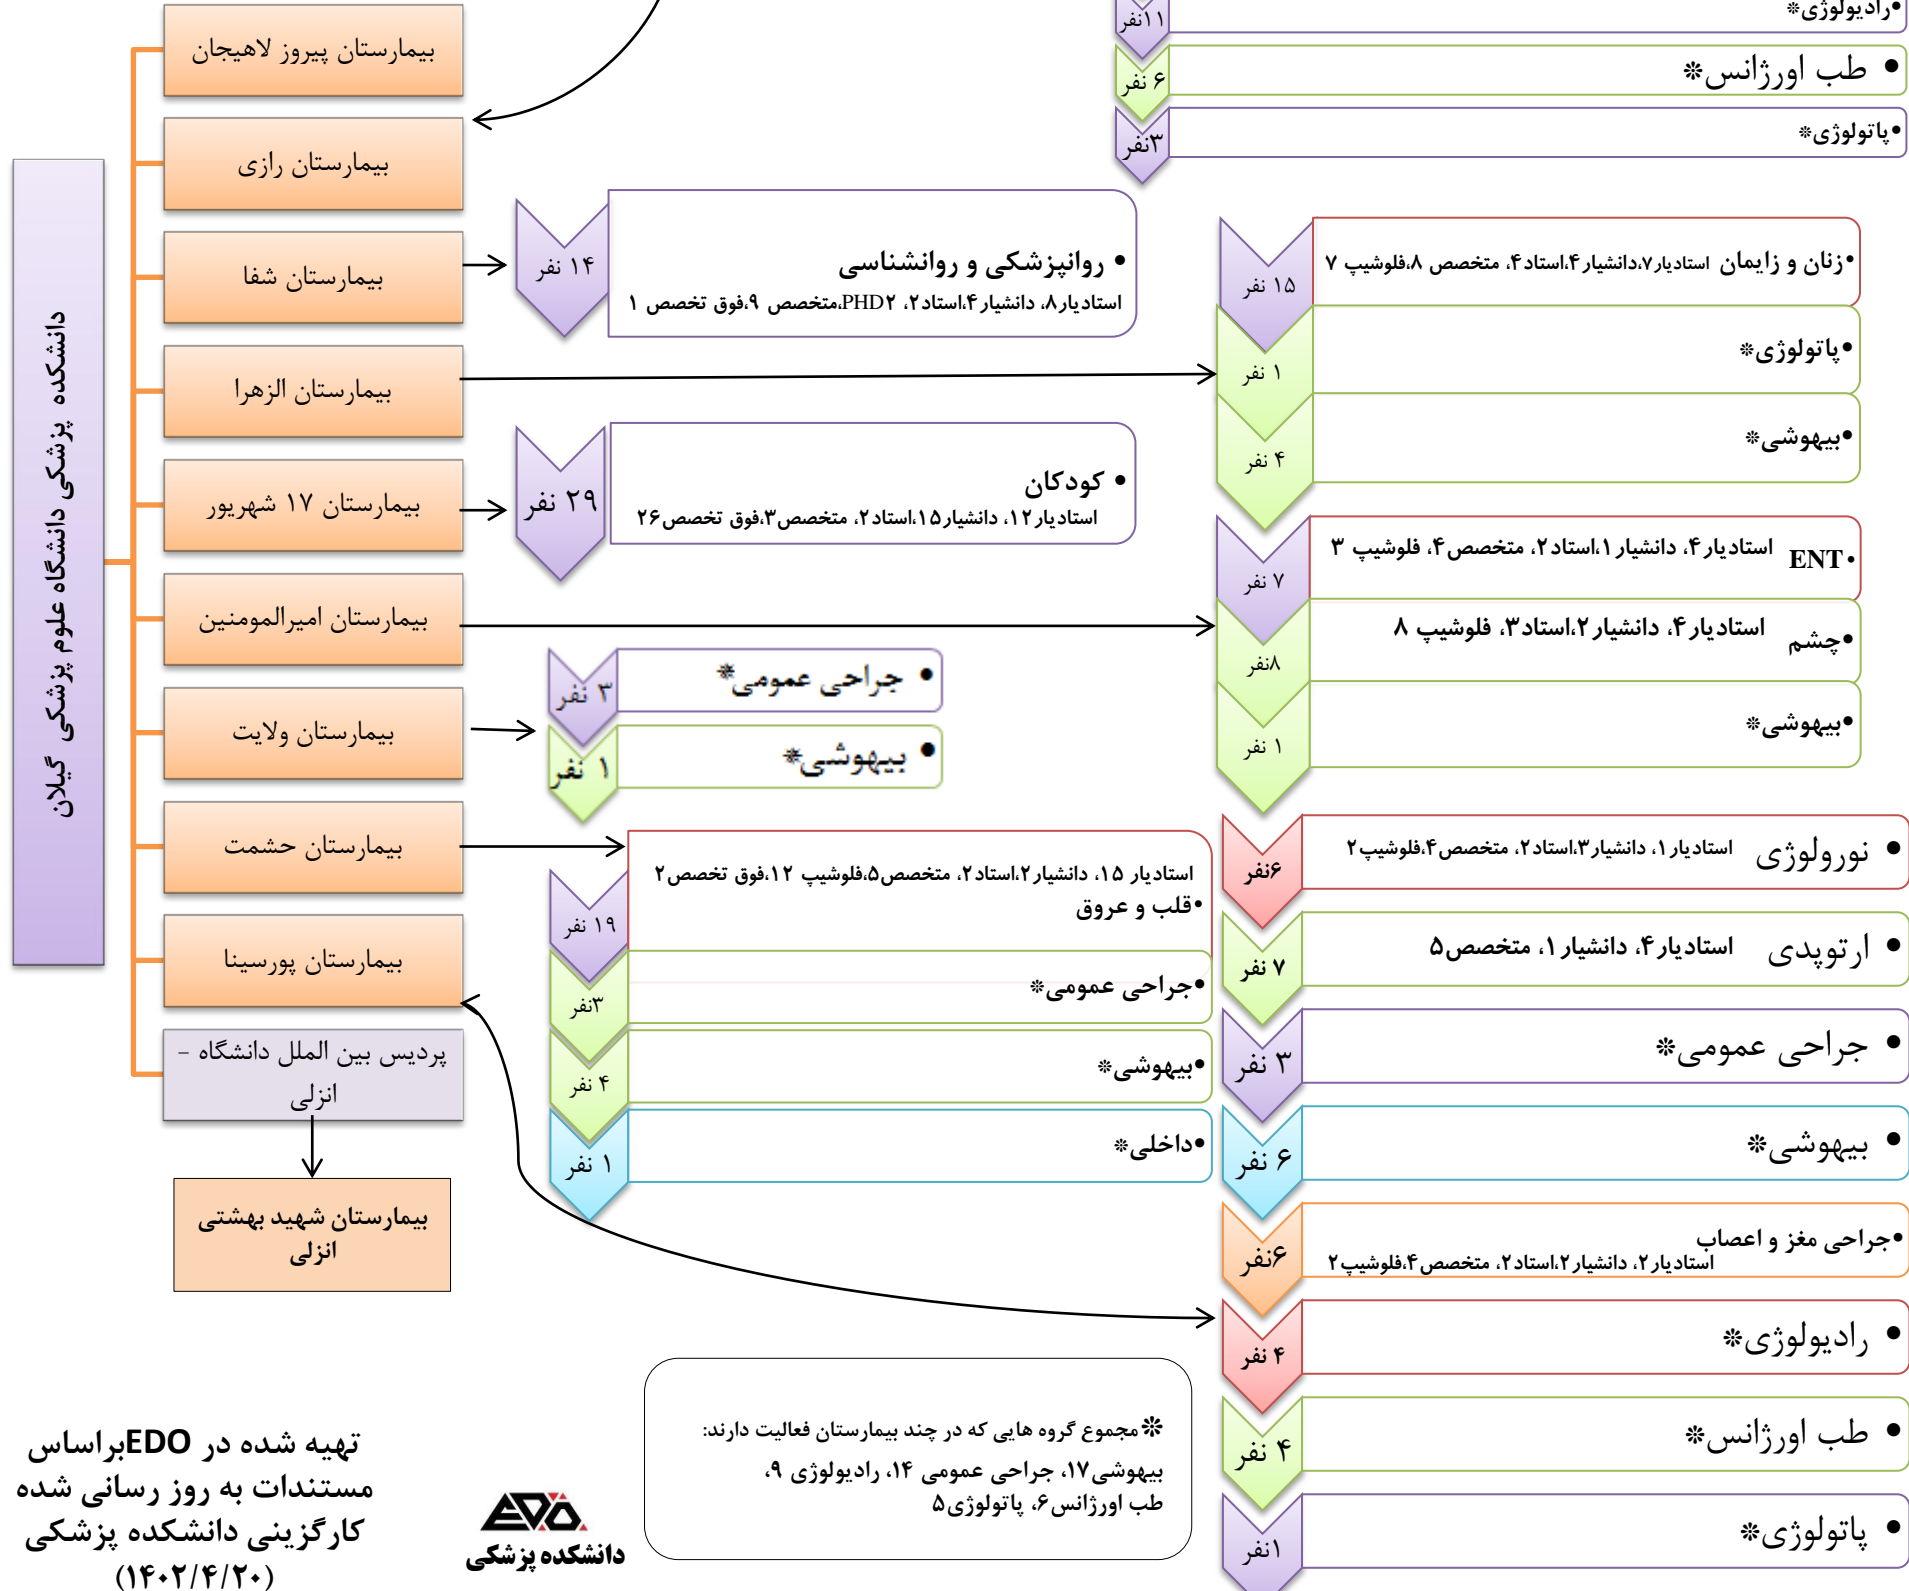 دانشکده پزشکی دانشگاه علوم پزشکی گیلان
بیمارستان پیروز لاهیجان
بیمارستان رازی
بیمارستان شفا
بیمارستان الزهرا
بیمارستان ۱۷ شهریور
بیمارستان امیرالمومنین
بیمارستان ولایت
بیمارستان حشمت
بیمارستان پورسینا
پردیس بین الملل دانشگاه -
انزلی
بیمارستان شهید بهشتی
انزلی
•رادیولوژی*
۱۱نفر
• طب اورژانس*
۶ نفر
•پاتولوژی*
۳نفر
• روانپزشکی و روانشناسی
استادیار۸، دانشیار۴،استاد۲، PHD۲،متخصص ۹،فوق تخصص ۱
۱۴ نفر
•زنان و زایمان استادیار۷،دانشیار۴،استاد۴، متخصص ۸،فلوشیپ ۷
۱۵ نفر
•پاتولوژی*
۱ نفر
•بیهوشی*
۴ نفر
• کودکان
استادیار۱۲، دانشیار۱۵،استاد۲، متخصص۳،فوق تخصص۲۶
۲۹ نفر
•ENT استادیار۴، دانشیار۱،استاد۲، متخصص۴، فلوشیپ ۳
۷ نفر
•چشم استادیار۴، دانشیار۲،استاد۳، فلوشیپ ۸
۸نفر
•بیهوشی*
۱ نفر
• جراحی عمومی*
۳ نفر
• بیهوشی*
۱ نفر
استادیار ۱۵، دانشیار۲،استاد۲، متخصص۵،فلوشیپ ۱۲،فوق تخصص۲
•قلب و عروق
۱۹ نفر
•جراحی عمومی*
۳نفر
•بیهوشی*
۴ نفر
•داخلی*
۱ نفر
• نورولوژی استادیار۱، دانشیار۳،استاد۲، متخصص۴،فلوشیپ۲
۶نفر
• ارتوپدی استادیار۴، دانشیار۱، متخصص۵
۷ نفر
• جراحی عمومی*
۳ نفر
• بیهوشی*
۶ نفر
•جراحی مغز و اعصاب
استادیار۲، دانشیار۲،استاد۲، متخصص۴،فلوشیپ۲
۶نفر
• رادیولوژی*
۴ نفر
• طب اورژانس*
۴ نفر
• پاتولوژی*
۱نفر
*مجموع گروه هایی که در چند بیمارستان فعالیت دارند:
بیهوشی۱۷، جراحی عمومی ۱۴، رادیولوژی ۹،
طب اورژانس۶، پاتولوژی۵
EDO
دانشکده پزشکی
تهیه شده در EDOبراساس
مستندات به روز رسانی شده
کارگزینی دانشکده پزشکی
(۱۴۰۲/۴/۲۰)